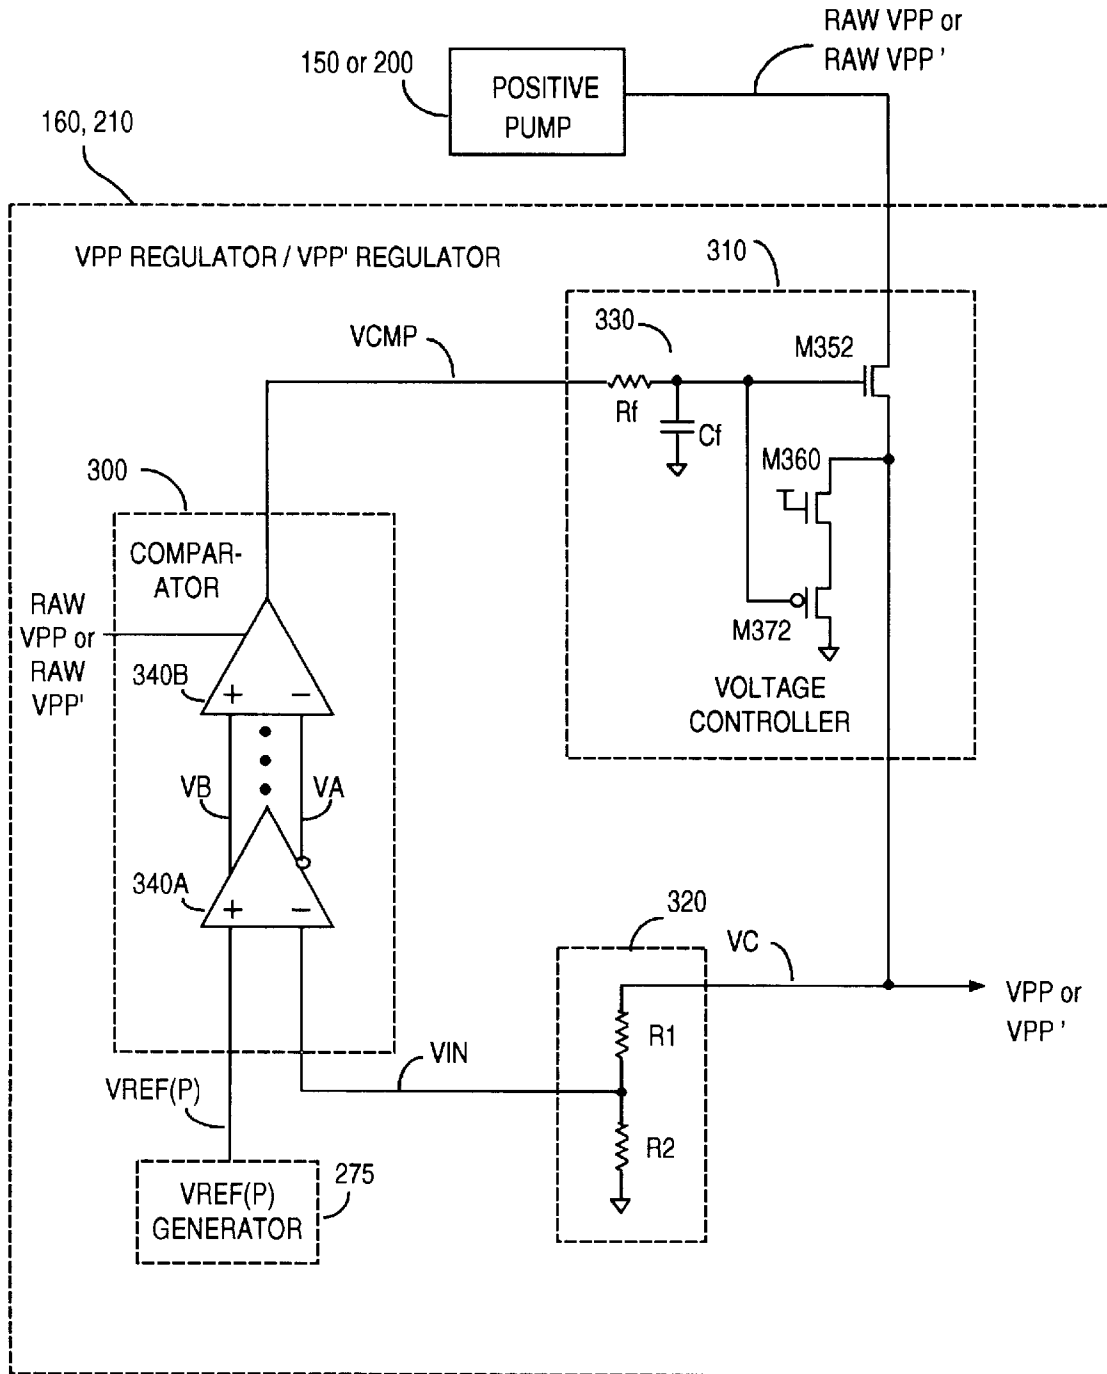 RAW VPP or
RAW VPP '
150 or 200
POSITIVE
PUMP
160, 210
VPP REGULATOR / VPP' REGULATOR
310
330
VCMP
M352
Rf
Cf
M360
300
COMPAR-
ATOR
RAW
VPP or
RAW
VPP'
340B
+ −
M372
VOLTAGE
CONTROLLER
VB
VA
340A
+ −
320
VC
VPP or
VPP '
R1
VIN
VREF(P)
R2
275
VREF(P)
GENERATOR